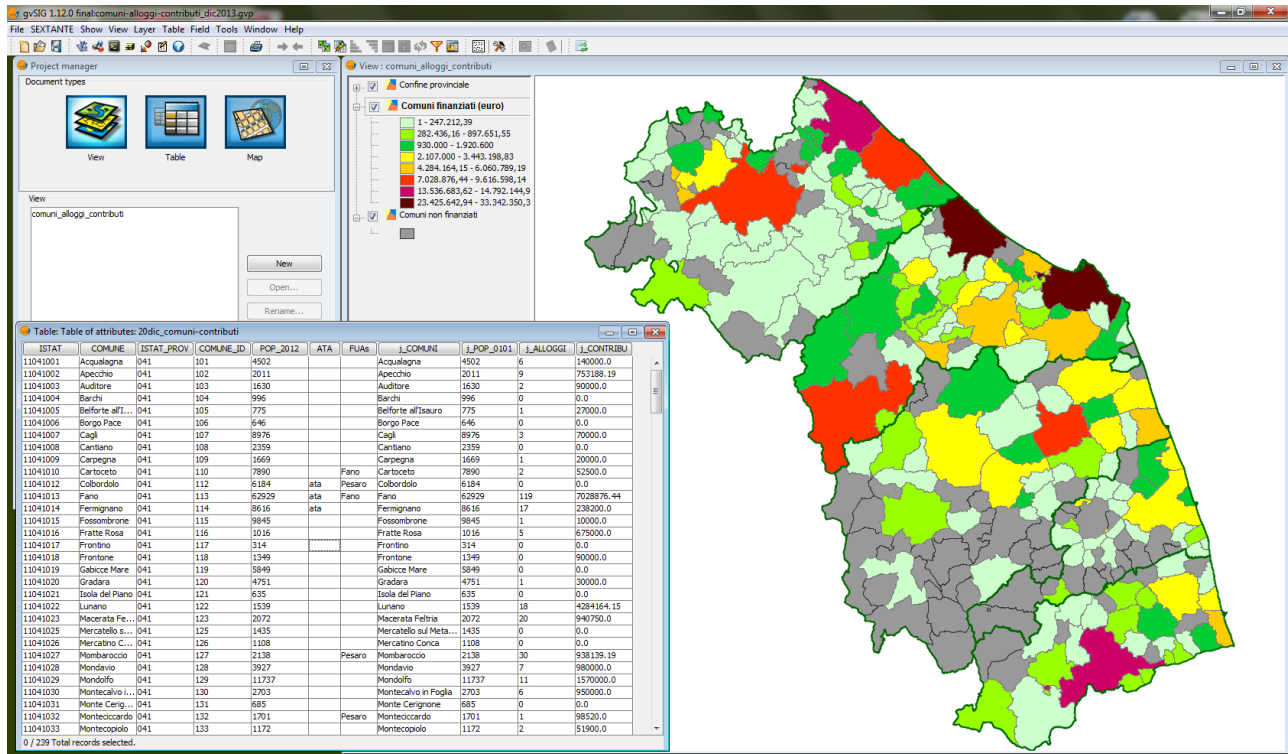 gvSIG 1.12.0 final:comuni-alloggi-contributi_dic2013.gvp
File SEXTANTE Show View Layer Table Field Tools Window Help
Project manager
Document types
View Table Map
View
comuni_alloggi_contributi
New
Open...
Rename...
View : comuni_alloggi_contributi
Confine provinciale
Comuni finanziati (euro)
1 - 247.212,39
282.436,16 - 897.651,55
930.000 - 1.920.600
2.107.000 - 3.443.198,83
4.284.164,15 - 6.060.789,19
7.028.876,44 - 9.616.598,14
13.536.683,62 - 14.792.144,9
23.425.642,94 - 33.342.350,3
Comuni non finanziati
Table: Table of attributes: 20dic_comuni-contributi
ISTAT COMUNE ISTAT_PROV COMUNE_ID POP_2012 ATA FUAs j_COMUNI j_POP_0101 j_ALLOGGI j_CONTRIBU
11041001 Acqualagna 041 101 4502 Acqualagna 4502 6 140000.0
11041002 Apecchio 041 102 2011 Apecchio 2011 9 753188.19
11041003 Auditore 041 103 1630 Auditore 1630 2 90000.0
11041004 Barchi 041 104 996 Barchi 996 0 0.0
11041005 Belforte all'I... 041 105 775 Belforte all'Isauro 775 1 27000.0
11041006 Borgo Pace 041 106 646 Borgo Pace 646 0 0.0
11041007 Cagli 041 107 8976 Cagli 8976 3 70000.0
11041008 Cantiano 041 108 2359 Cantiano 2359 0 0.0
11041009 Carpegna 041 109 1669 Carpegna 1669 1 20000.0
11041010 Cartoceto 041 110 7890 Fano Cartoceto 7890 2 52500.0
11041012 Colbordolo 041 112 6184 ata Pesaro Colbordolo 6184 0 0.0
11041013 Fano 041 113 62929 ata Fano Fano 62929 119 7028876.44
11041014 Fermignano 041 114 8616 ata Fermignano 8616 17 238200.0
11041015 Fossombrone 041 115 9845 Fossombrone 9845 1 10000.0
11041016 Fratte Rosa 041 116 1016 Fratte Rosa 1016 5 675000.0
11041017 Frontino 041 117 314 Frontino 314 0 0.0
11041018 Frontone 041 118 1349 Frontone 1349 0 90000.0
11041019 Gabicce Mare 041 119 5849 Gabicce Mare 5849 0 0.0
11041020 Gradara 041 120 4751 Gradara 4751 1 30000.0
11041021 Isola del Piano 041 121 635 Isola del Piano 635 0 0.0
11041022 Lunano 041 122 1539 Lunano 1539 18 4284164.15
11041023 Macerata Fe... 041 123 2072 Macerata Feltria 2072 20 940750.0
11041025 Mercatello s... 041 125 1435 Mercatello sul Meta... 1435 0 0.0
11041026 Mercatino C... 041 126 1108 Mercatino Conca 1108 0 0.0
11041027 Mombaroccio 041 127 2138 Pesaro Mombaroccio 2138 30 938139.19
11041028 Mondavio 041 128 3927 Mondavio 3927 7 980000.0
11041029 Mondolfo 041 129 11737 Mondolfo 11737 11 1570000.0
11041030 Montecalvo i... 041 130 2703 Montecalvo in Foglia 2703 6 950000.0
11041031 Monte Cerig... 041 131 685 Monte Cerignone 685 0 0.0
11041032 Monteciccardo 041 132 1701 Pesaro Monteciccardo 1701 1 98520.0
11041033 Montecopiolo 041 133 1172 Montecopiolo 1172 2 51900.0
0 / 239 Total records selected.